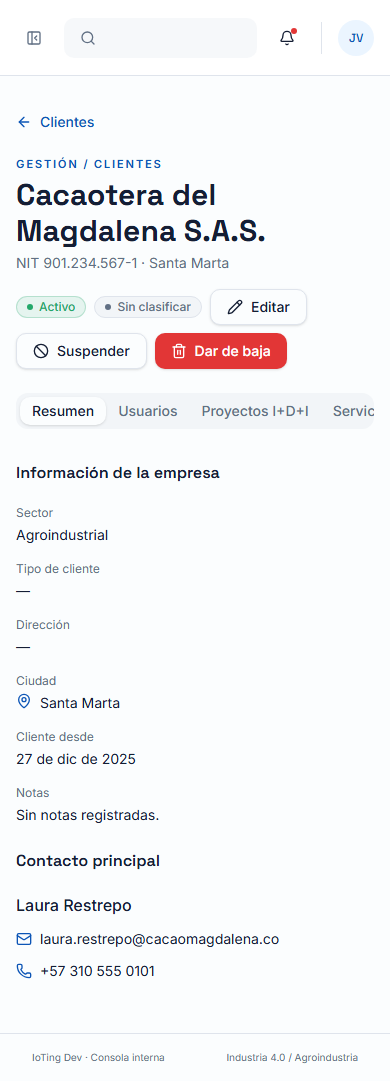 JV
Clientes
GESTIÓN / CLIENTES
Cacaotera del
Magdalena S.A.S.
NIT 901.234.567-1 · Santa Marta
Activo
Sin clasificar
Editar
Suspender
Dar de baja
Resumen
Usuarios
Proyectos I+D+I
Servic
Información de la empresa
Sector
Agroindustrial
Tipo de cliente
—
Dirección
—
Ciudad
Santa Marta
Cliente desde
27 de dic de 2025
Notas
Sin notas registradas.
Contacto principal
Laura Restrepo
laura.restrepo@cacaomagdalena.co
+57 310 555 0101
IoTing Dev · Consola interna
Industria 4.0 / Agroindustria